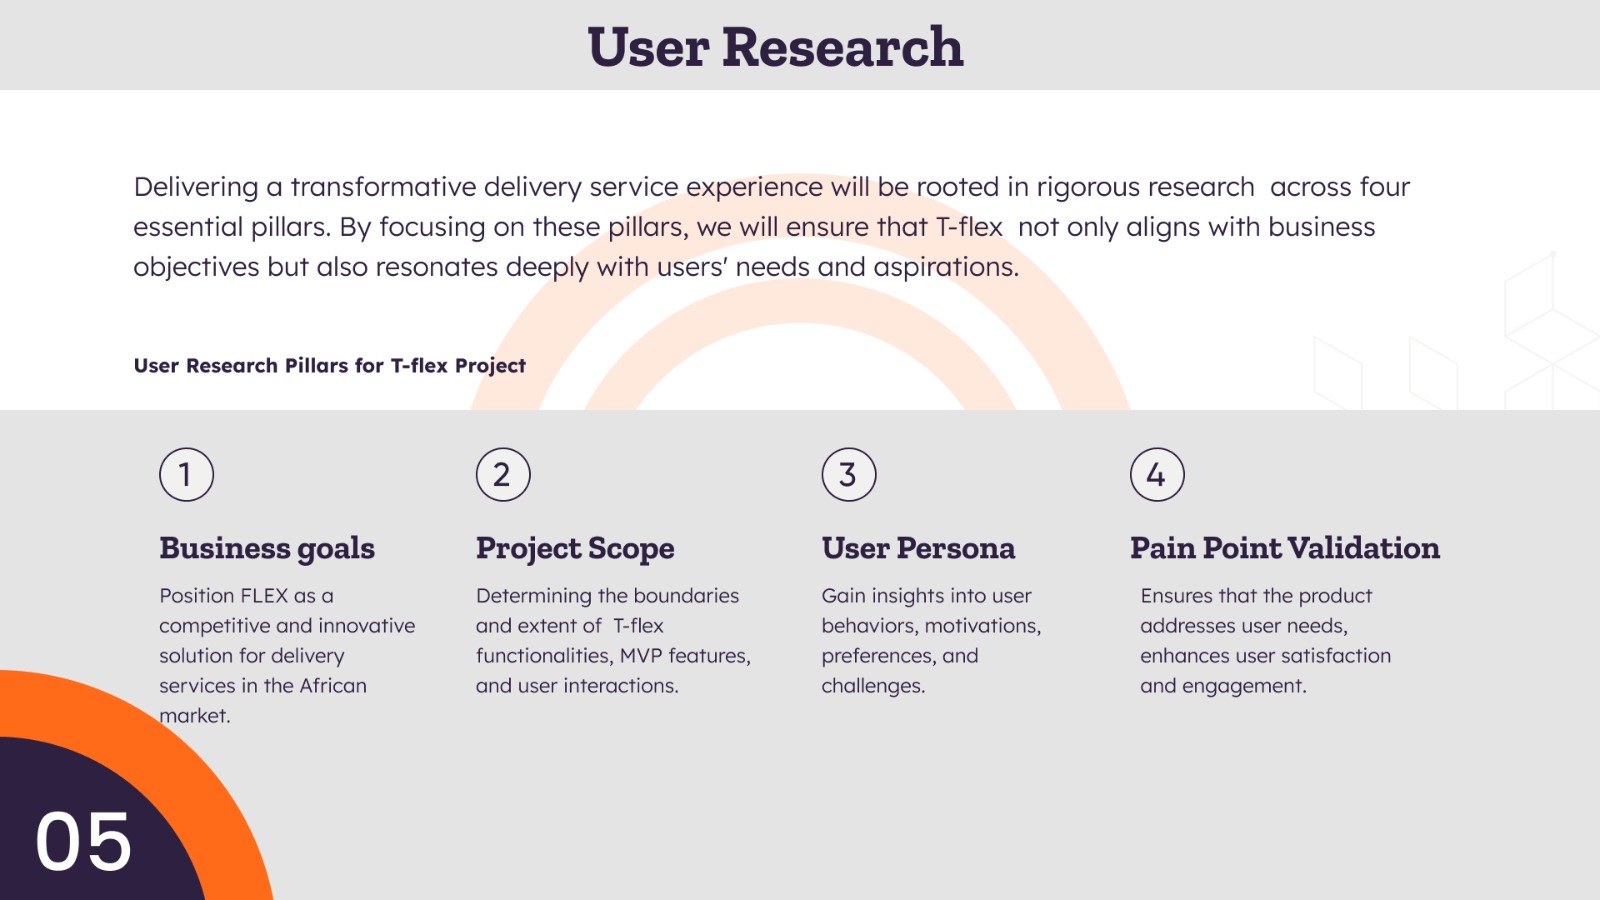 User Research
Delivering a transformative delivery service experience will be rooted in rigorous research  across four
essential pillars. By focusing on these pillars, we will ensure that T-flex  not only aligns with business
objectives but also resonates deeply with users' needs and aspirations.
User Research Pillars for T-flex Project
1
Business goals
Position FLEX as a
competitive and innovative
solution for delivery
services in the African
market.
2
Project Scope
Determining the boundaries
and extent of  T-flex
functionalities, MVP features,
and user interactions.
3
User Persona
Gain insights into user
behaviors, motivations,
preferences, and
challenges.
4
Pain Point Validation
Ensures that the product
addresses user needs,
enhances user satisfaction
and engagement.
05